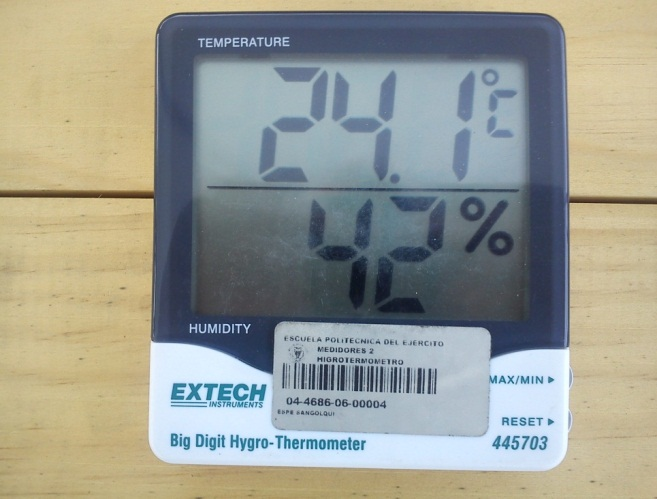 TEMPERATURE
24.1°C
42%
HUMIDITY
ESCUELA POLITECNICA DEL EJERCITO
MEDIDORES 2
HIGROTERMOMETRO
04-4686-06-00004
ESPE SANGOLQUI
MAX/MIN ▶
EXTECH
INSTRUMENTS
RESET ▶
Big Digit Hygro-Thermometer
445703